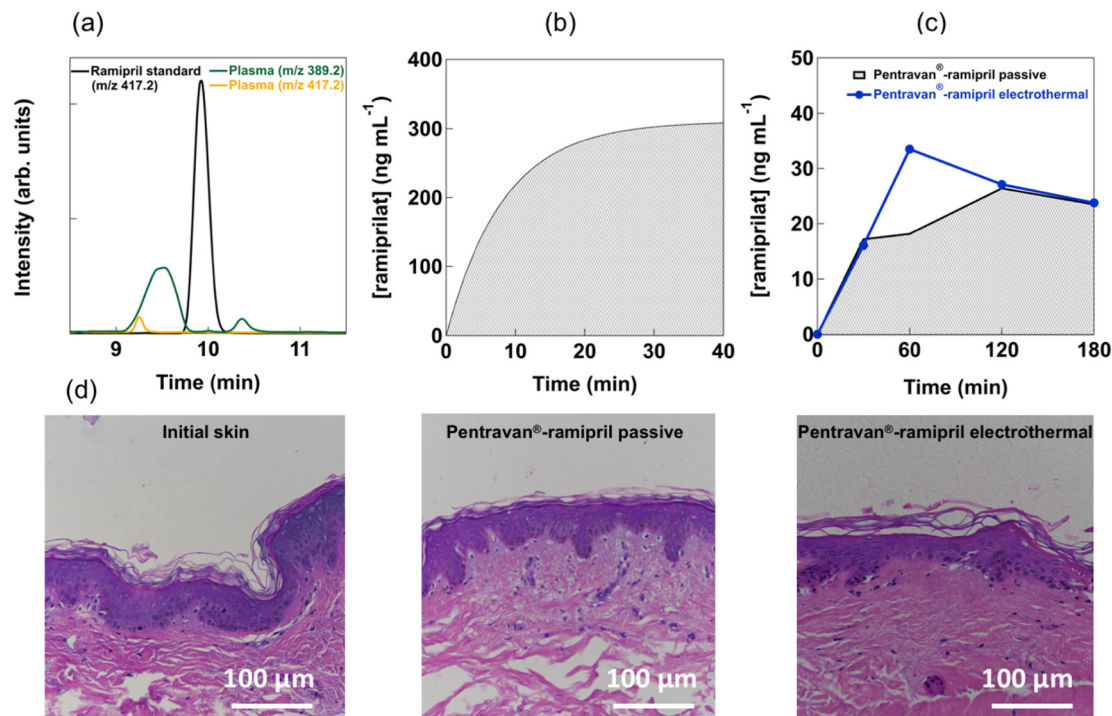 (a)
Ramipril standard
(m/z 417.2)
Plasma (m/z 389.2)
Plasma (m/z 417.2)
Intensity (arb. units)
9
10
11
Time (min)
(b)
400
300
200
100
0
[ramiprilat] (ng mL⁻¹)
0
10
20
30
40
Time (min)
(c)
50
40
30
20
10
0
[ramiprilat] (ng mL⁻¹)
Pentravan®-ramipril passive
Pentravan®-ramipril electrothermal
0
60
120
180
Time (min)
(d)
Initial skin
100 µm
Pentravan®-ramipril passive
100 µm
Pentravan®-ramipril electrothermal
100 µm